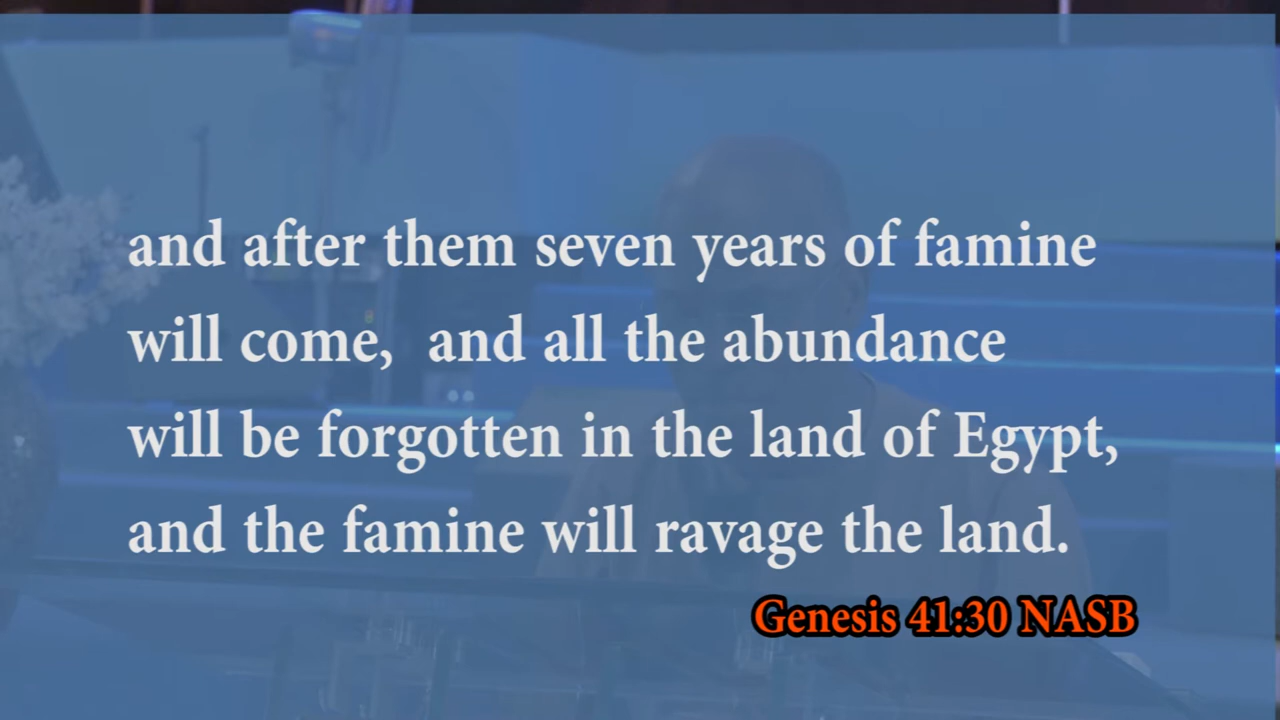 and after them seven years of famine
will come,  and all the abundance
will be forgotten in the land of Egypt,
and the famine will ravage the land.
Genesis 41:30 NASB